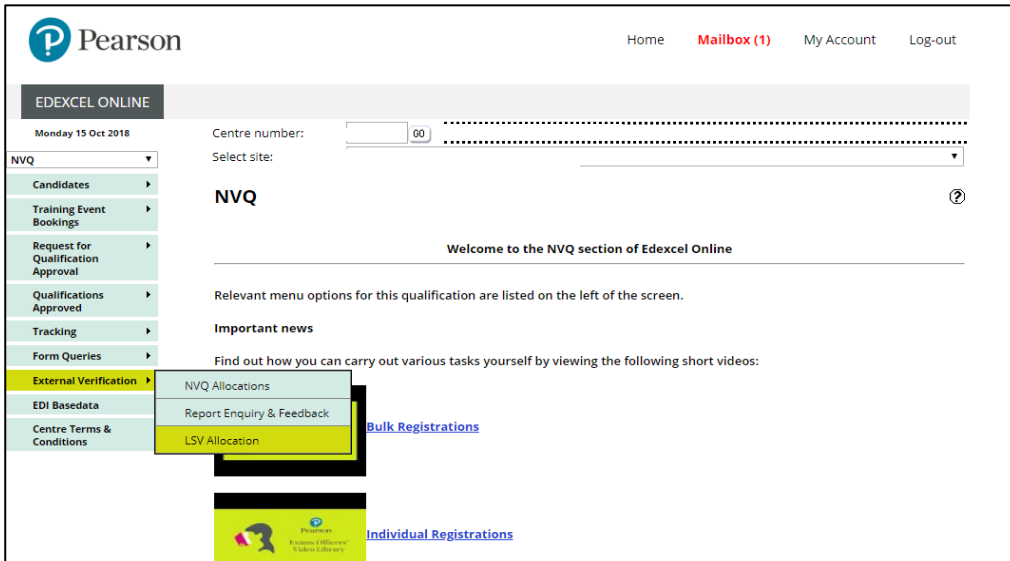 Pearson
Home Mailbox (1) My Account Log-out
EDEXCEL ONLINE
Monday 15 Oct 2018
Centre number: GO
NVQ
Select site:
Candidates
Training Event
Bookings
Request for
Qualification
Approval
Qualifications
Approved
Tracking
Form Queries
External Verification
EDI Basedata
Centre Terms &
Conditions
NVQ Allocations
Report Enquiry & Feedback
LSV Allocation
NVQ
?
Welcome to the NVQ section of Edexcel Online
Relevant menu options for this qualification are listed on the left of the screen.
Important news
Find out how you can carry out various tasks yourself by viewing the following short videos:
Bulk Registrations
Pearson
Exams Officers'
Video Library
Individual Registrations